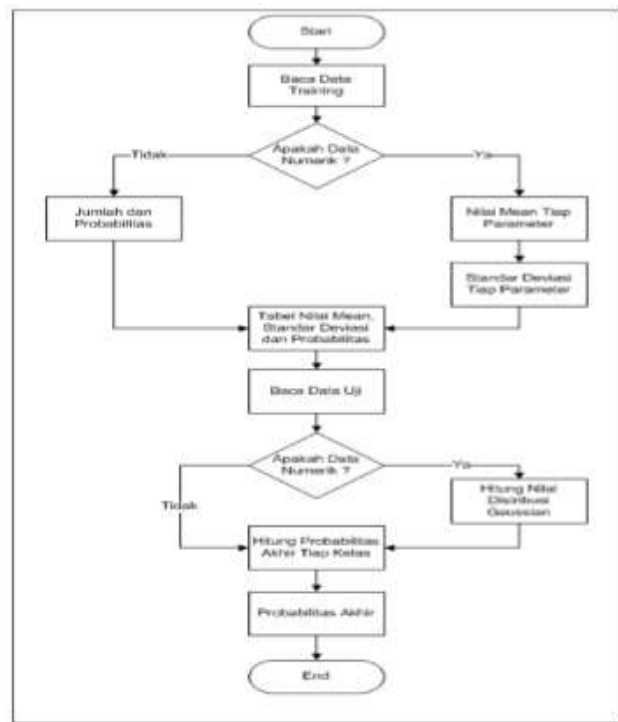 Start
Baca Data
Training
Apakah Data
Numerik ?
Tidak
Ya
Jumlah dan
Probabilitas
Nilai Mean Tiap
Parameter
Standar Deviasi
Tiap Parameter
Tabel Nilai Mean,
Standar Deviasi
dan Probabilitas
Baca Data Uji
Apakah Data
Numerik ?
Ya
Tidak
Hitung Nilai
Distribusi
Gaussian
Hitung Probabilitas
Akhir Tiap Kelas
Probabilitas Akhir
End